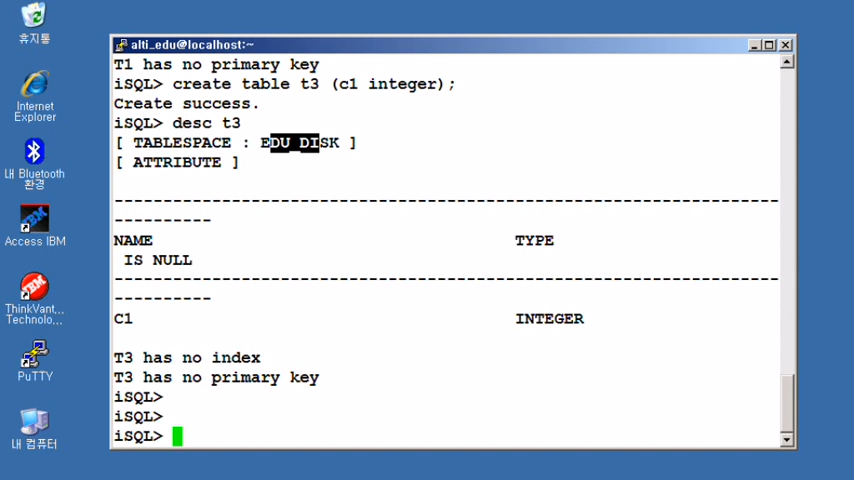 휴지통
Internet
Explorer
내 Bluetooth
환경
Access IBM
ThinkVant...
Technolo...
PuTTY
내 컴퓨터
alti_edu@localhost:~
T1 has no primary key
iSQL> create table t3 (c1 integer);
Create success.
iSQL> desc t3
[ TABLESPACE : EDU_DISK ]
[ ATTRIBUTE ]
------------------------------------------------------------------------
----------
NAME TYPE
IS NULL
------------------------------------------------------------------------
----------
C1 INTEGER
T3 has no index
T3 has no primary key
iSQL>
iSQL>
iSQL>